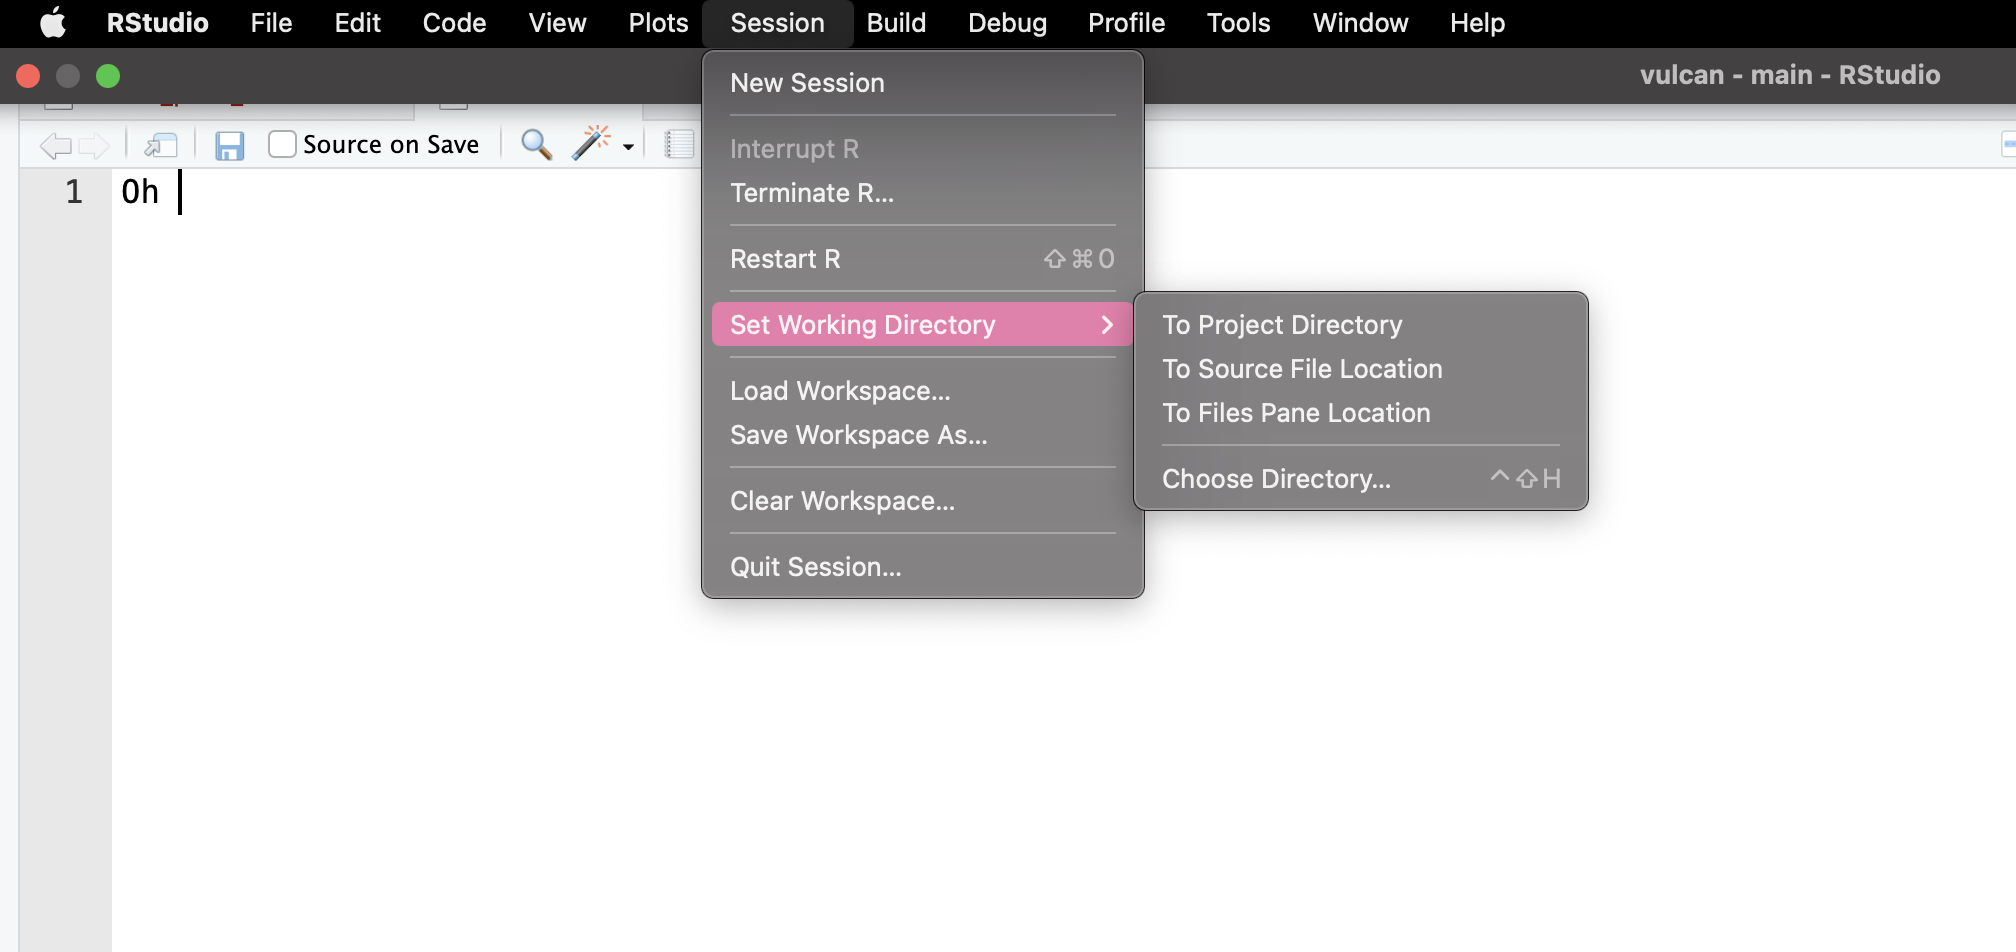 RStudio File Edit Code View Plots Session Build Debug Profile Tools Window Help
vulcan - main - RStudio
Source on Save
1 Oh
New Session
Interrupt R
Terminate R...
Restart R ⇧⌘0
Set Working Directory
Load Workspace...
Save Workspace As...
Clear Workspace...
Quit Session...
To Project Directory
To Source File Location
To Files Pane Location
Choose Directory... ^⇧H